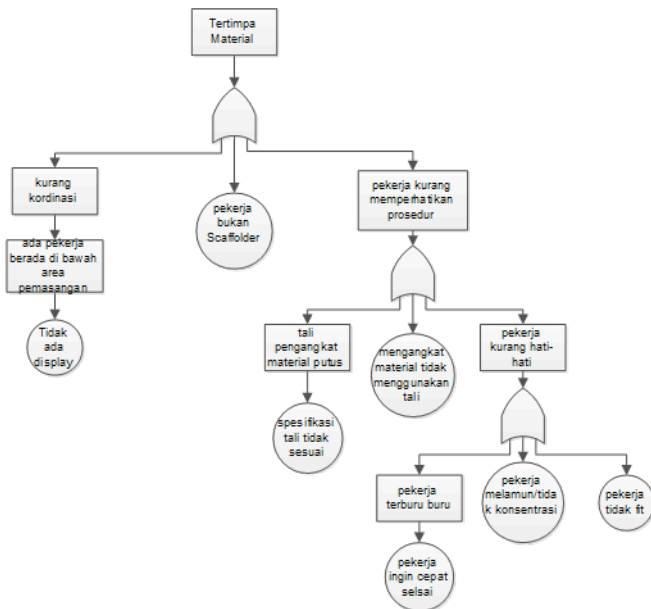 Tertimpa
Material
kurang
kordinasi
pekerja
bukan
Scaffolder
pekerja kurang
memperhatikan
prosedur
ada pekerja
berada di bawah
area
pemasangan
Tidak
ada
display
tali
pengangkat
material putus
mengangkat
material tidak
menggunakan
tali
pekerja
kurang hati-
hati
spesifikasi
tali tidak
sesuai
pekerja
terburu buru
pekerja
melamun/tida
k konsentrasi
pekerja
tidak fit
pekerja
ingin cepat
selsai